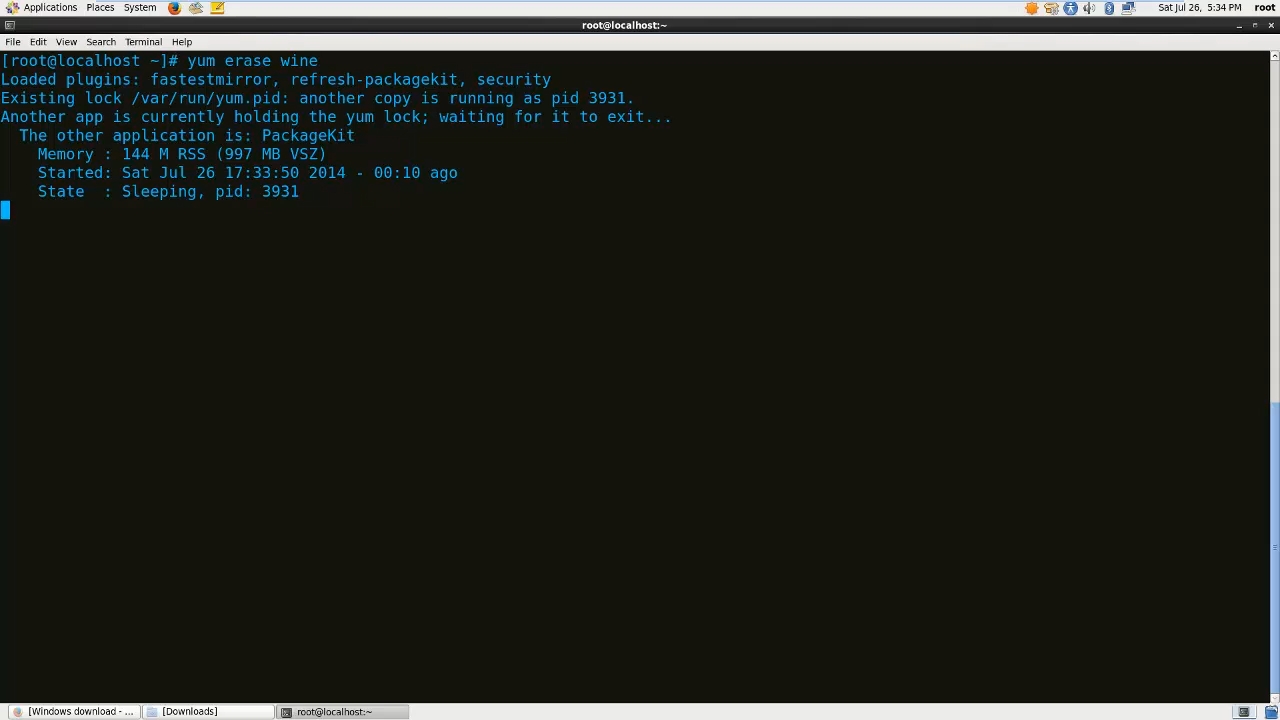 Applications Places System Sat Jul 26, 5:34 PM root
root@localhost:~
File Edit View Search Terminal Help
[root@localhost ~]# yum erase wine
Loaded plugins: fastestmirror, refresh-packagekit, security
Existing lock /var/run/yum.pid: another copy is running as pid 3931.
Another app is currently holding the yum lock; waiting for it to exit...
  The other application is: PackageKit
    Memory : 144 M RSS (997 MB VSZ)
    Started: Sat Jul 26 17:33:50 2014 - 00:10 ago
    State  : Sleeping, pid: 3931
[Windows download - ... [Downloads] root@localhost:~